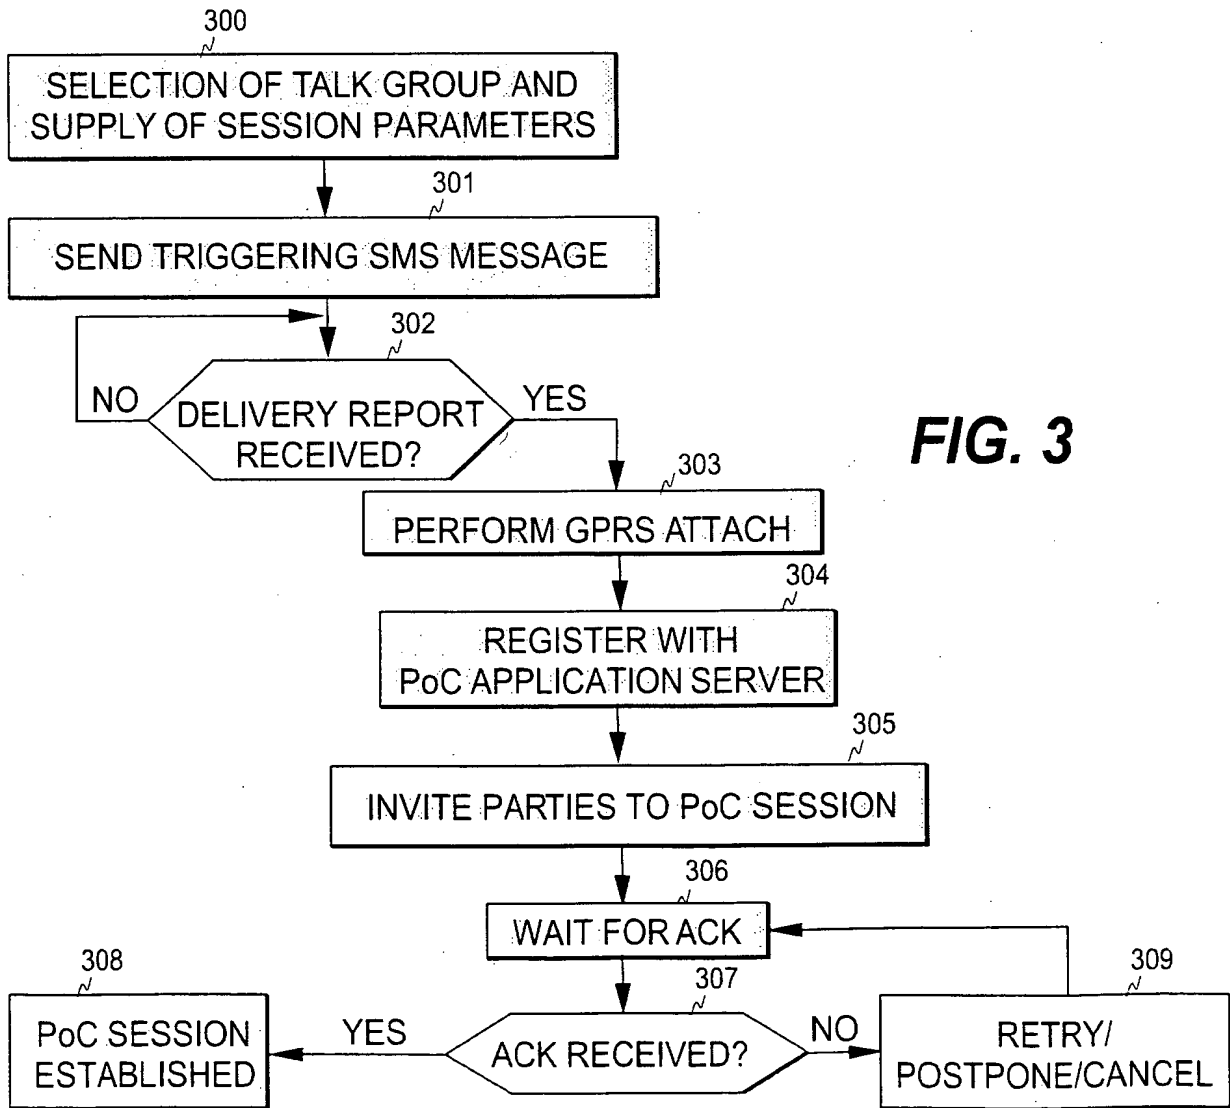 300
SELECTION OF TALK GROUP AND
SUPPLY OF SESSION PARAMETERS
301
SEND TRIGGERING SMS MESSAGE
302
NO
DELIVERY REPORT
RECEIVED?
YES
FIG. 3
303
PERFORM GPRS ATTACH
304
REGISTER WITH
PoC APPLICATION SERVER
305
INVITE PARTIES TO PoC SESSION
306
WAIT FOR ACK
307
308
PoC SESSION
ESTABLISHED
YES
ACK RECEIVED?
NO
309
RETRY/
POSTPONE/CANCEL